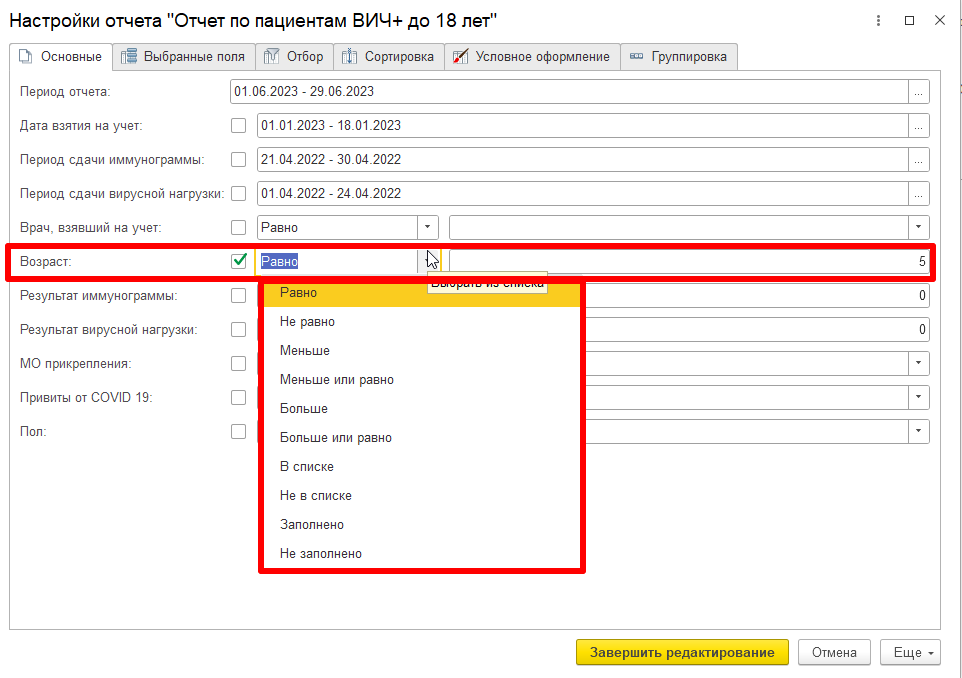 Настройки отчета "Отчет по пациентам ВИЧ+ до 18 лет"
Основные Выбранные поля Отбор Сортировка Условное оформление Группировка
Период отчета: 01.06.2023 - 29.06.2023 ...
Дата взятия на учет: 01.01.2023 - 18.01.2023 ...
Период сдачи иммунограммы: 21.04.2022 - 30.04.2022 ...
Период сдачи вирусной нагрузки: 01.04.2022 - 24.04.2022 ...
Врач, взявший на учет: Равно
Возраст: Равно 5
Выбрать из списка
Результат иммунограммы: 0
Результат вирусной нагрузки: 0
МО прикрепления:
Привиты от COVID 19:
Пол:
Равно
Не равно
Меньше
Меньше или равно
Больше
Больше или равно
В списке
Не в списке
Заполнено
Не заполнено
Завершить редактирование Отмена Еще